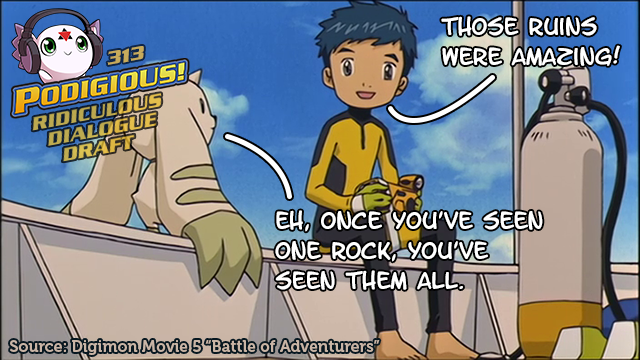 313
PODIGIOUS!
RIDICULOUS
DIALOGUE
DRAFT
THOSE RUINS
WERE AMAZING!
EH, ONCE YOU'VE SEEN
ONE ROCK, YOU'VE
SEEN THEM ALL.
Source: Digimon Movie 5 "Battle of Adventurers"